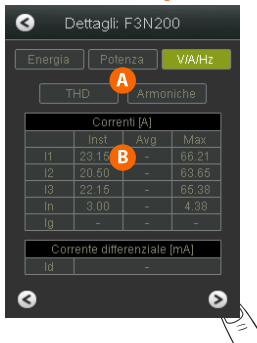 Dettagli: F3N200
Energia Potenza V/A/Hz
A
THD Armoniche
Correnti [A]
Inst Avg Max
I1 23.15 - 66.21
B
I2 20.50 - 63.65
I3 22.15 - 65.38
In 3.00 - 4.38
Ig - - -
Corrente differenziale [mA]
Id -